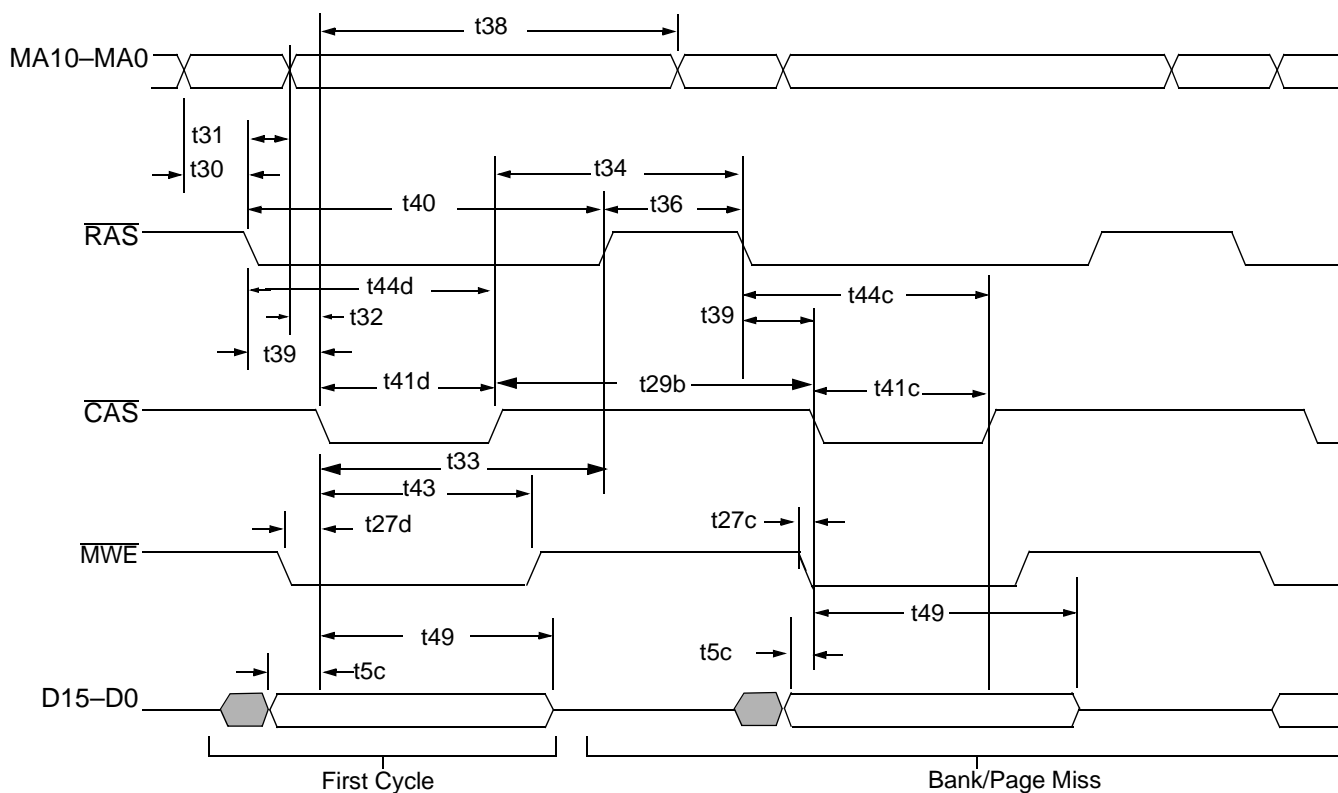 t38
MA10–MA0
t31
t30
t34
t40
t36
RAS
t44d
t44c
t32
t39
t39
t41d
t29b
t41c
CAS
t33
t43
t27d
t27c
MWE
t49
t49
t5c
t5c
D15–D0
First Cycle
Bank/Page Miss